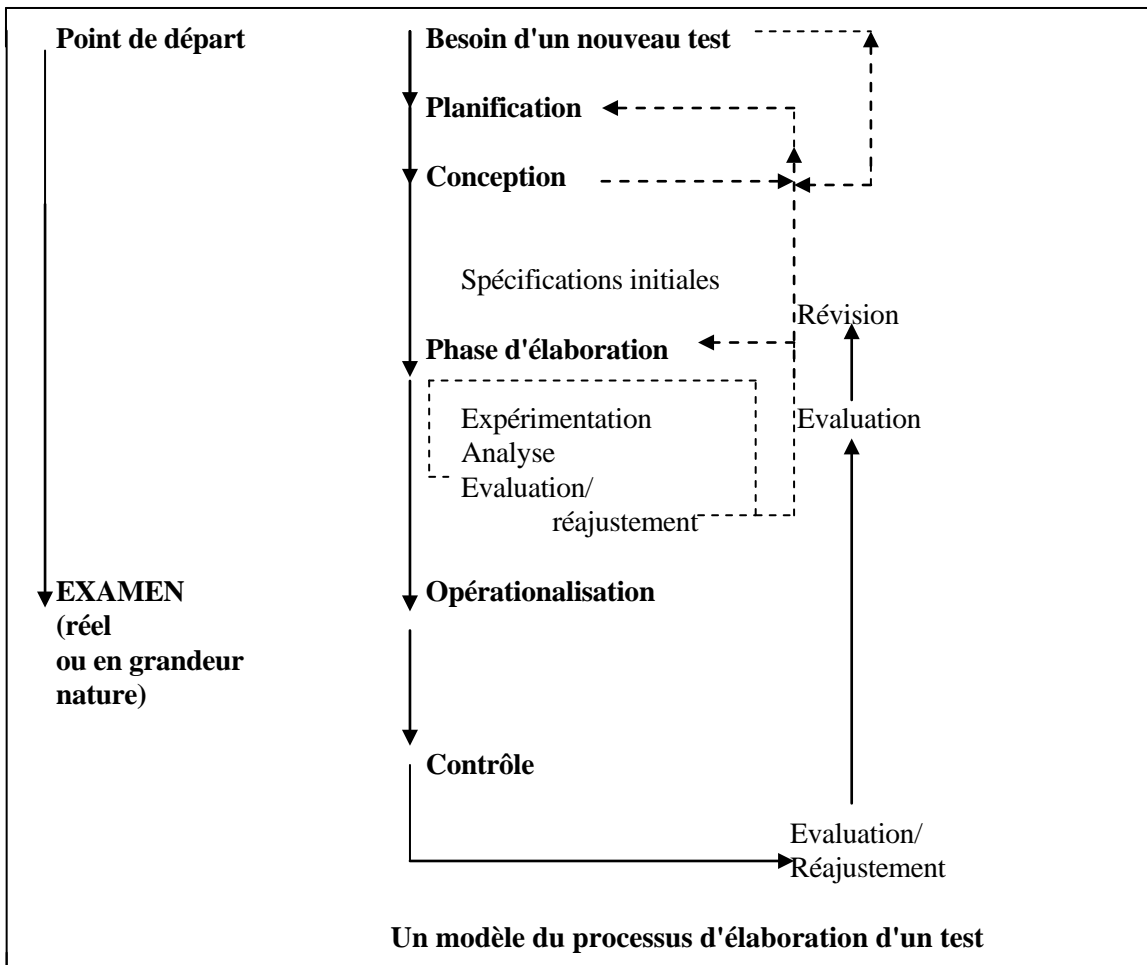 Point de départ
Besoin d'un nouveau test
Planification
Conception
Spécifications initiales
Révision
Phase d'élaboration
Expérimentation
Evaluation
Analyse
Evaluation/
réajustement
EXAMEN
(réel
ou en grandeur
nature)
Opérationalisation
Contrôle
Evaluation/
Réajustement
Un modèle du processus d'élaboration d'un test